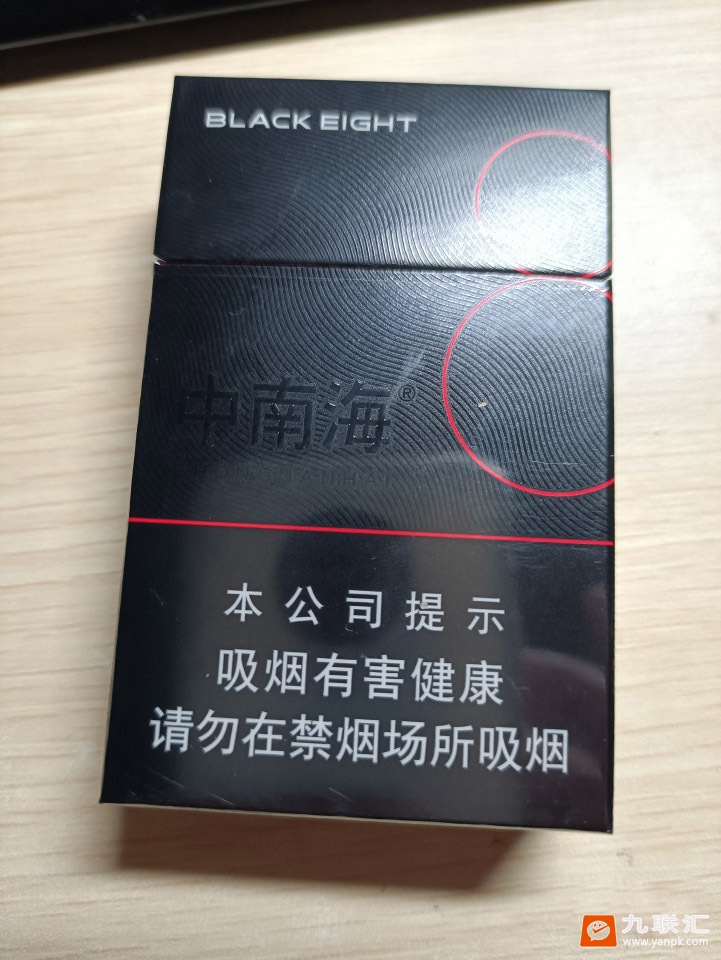 BLACK EIGHT
中南海®
ZHONGNANHAI
本公司提示
吸烟有害健康
请勿在禁烟场所吸烟
九联汇
www.yanpk.com